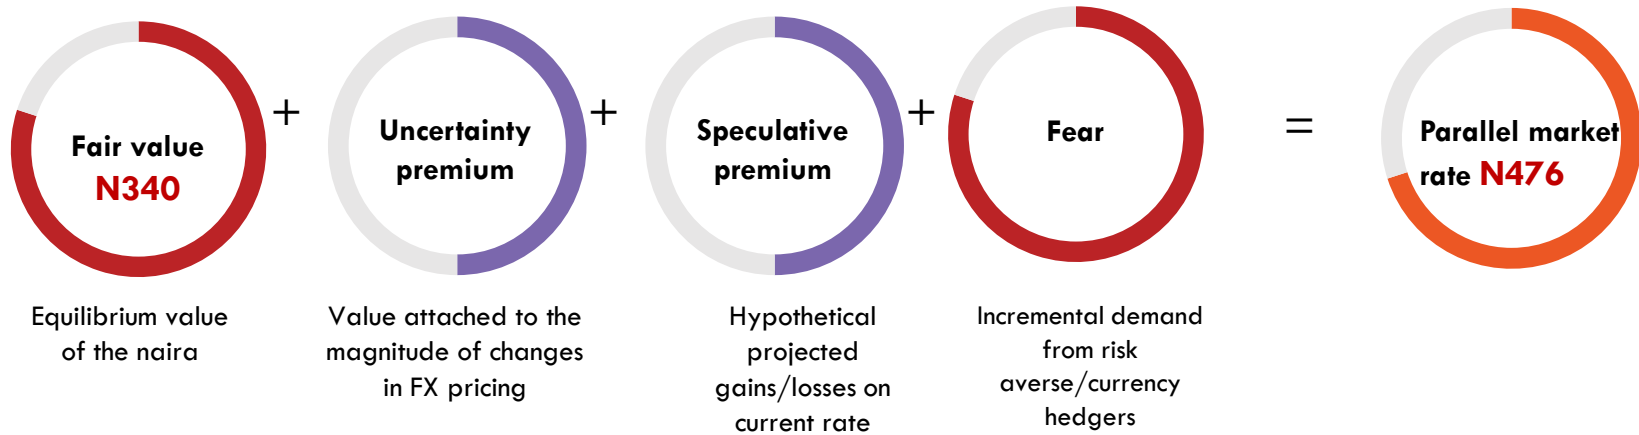 Fair value
N340
+
Uncertainty
premium
+
Speculative
premium
+
Fear
=
Parallel market
rate N476
Equilibrium value
of the naira
Value attached to the
magnitude of changes
in FX pricing
Hypothetical
projected
gains/losses on
current rate
Incremental demand
from risk
averse/currency
hedgers